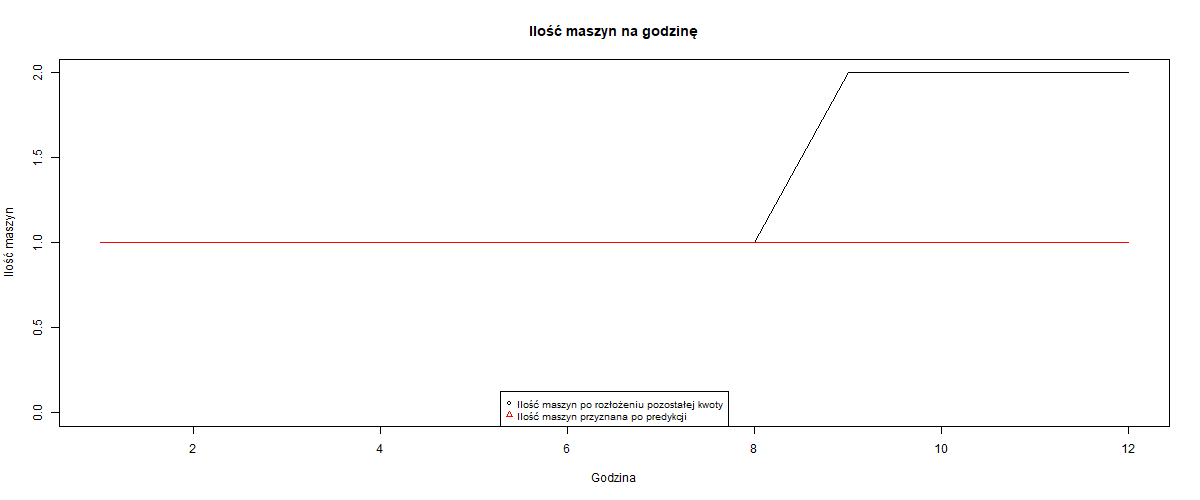 Ilość maszyn na godzinę
Ilość maszyn
2.0
1.5
1.0
0.5
0.0
Ilość maszyn po rozłożeniu pozostałej kwoty
Ilość maszyn przyznana po predykcji
2 4 6 8 10 12
Godzina